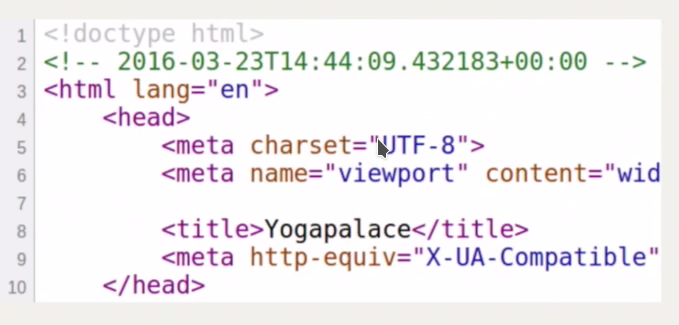 1 <!doctype html>
2 <!-- 2016-03-23T14:44:09.432183+00:00 -->
3 <html lang="en">
4 <head>
5 <meta charset="UTF-8">
6 <meta name="viewport" content="wid
7
8 <title>Yogapalace</title>
9 <meta http-equiv="X-UA-Compatible"
10 </head>